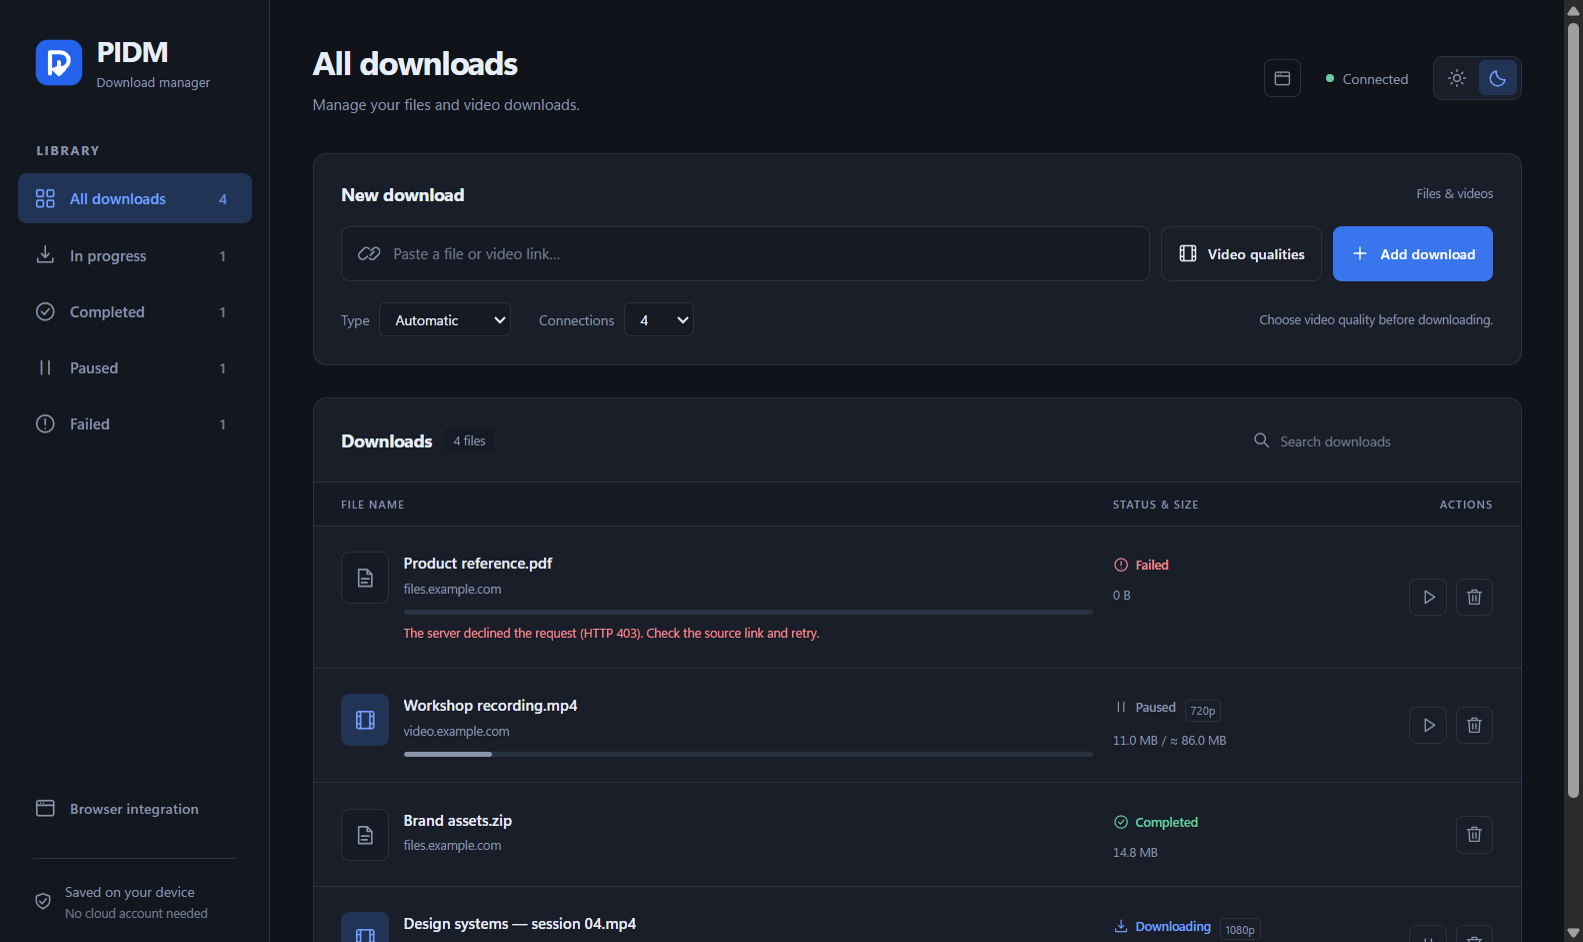 PIDM
Download manager
LIBRARY
All downloads 4
In progress 1
Completed 1
Paused 1
Failed 1
Browser integration
Saved on your device
No cloud account needed
All downloads
Manage your files and video downloads.
Connected
New download
Files & videos
Paste a file or video link...
Video qualities
Add download
Type Automatic Connections 4
Choose video quality before downloading.
Downloads 4 files
Search downloads
FILE NAME STATUS & SIZE ACTIONS
Product reference.pdf
files.example.com
The server declined the request (HTTP 403). Check the source link and retry.
Failed
0 B
Workshop recording.mp4
video.example.com
Paused 720p
11.0 MB / ≈ 86.0 MB
Brand assets.zip
files.example.com
Completed
14.8 MB
Design systems — session 04.mp4
Downloading 1080p